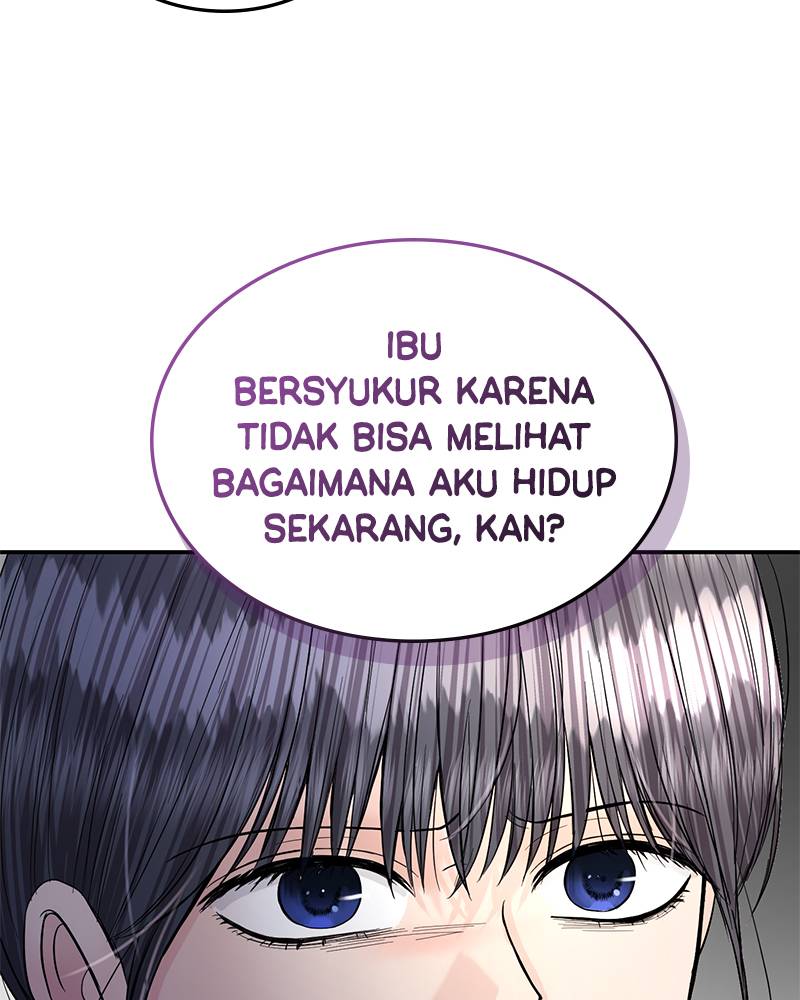 IBU
BERSYUKUR KARENA
TIDAK BISA MELIHAT
BAGAIMANA AKU HIDUP
SEKARANG, KAN?